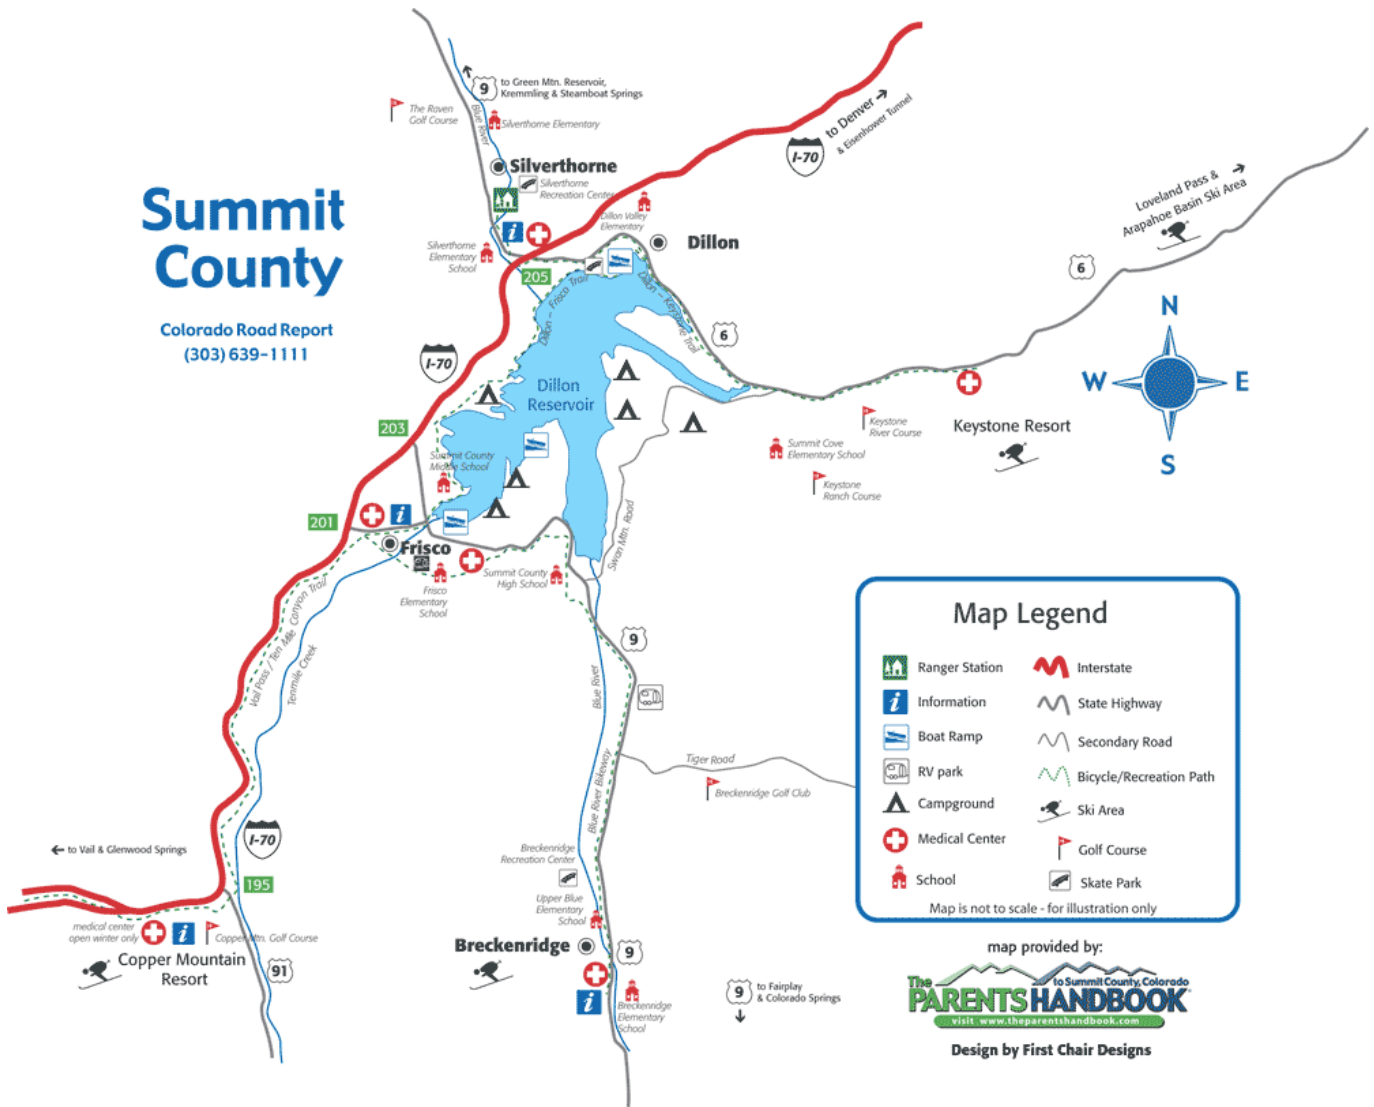 Summit
County
Colorado Road Report
(303) 639-1111
9
to Green Mtn. Reservoir,
Kremmling & Steamboat Springs
The Raven
Golf Course
Blue River
Silverthorne Elementary
Silverthorne
Silverthorne
Recreation Center
Dillon Valley
Elementary
Silverthorne
Elementary
School
205
Dillon
I-70
to Denver
& Eisenhower Tunnel
Loveland Pass &
Arapahoe Basin Ski Area
6
6
Dillon - Frisco Trail
Dillon - Keystone Trail
I-70
Dillon
Reservoir
N
W
E
S
203
Summit County
Middle School
Keystone
River Course
Keystone Resort
Summit Cove
Elementary School
Keystone
Ranch Course
201
Frisco
Frisco
Elementary
School
Summit County
High School
Swan Mtn. Road
Vail Pass / Ten Mile Canyon Trail
Tenmile Creek
9
Blue River
Blue River Bikeway
Tiger Road
Breckenridge Golf Club
I-70
to Vail & Glenwood Springs
195
medical center
open winter only
Copper Mtn. Golf Course
Copper Mountain
Resort
91
Breckenridge
Recreation Center
Upper Blue
Elementary
School
Breckenridge
9
Breckenridge
Elementary
School
9
to Fairplay
& Colorado Springs
Map Legend
Ranger Station
Information
Boat Ramp
RV park
Campground
Medical Center
School
Interstate
State Highway
Secondary Road
Bicycle/Recreation Path
Ski Area
Golf Course
Skate Park
Map is not to scale - for illustration only
map provided by:
The
to Summit County, Colorado
PARENTS HANDBOOK
visit www.theparentshandbook.com
Design by First Chair Designs